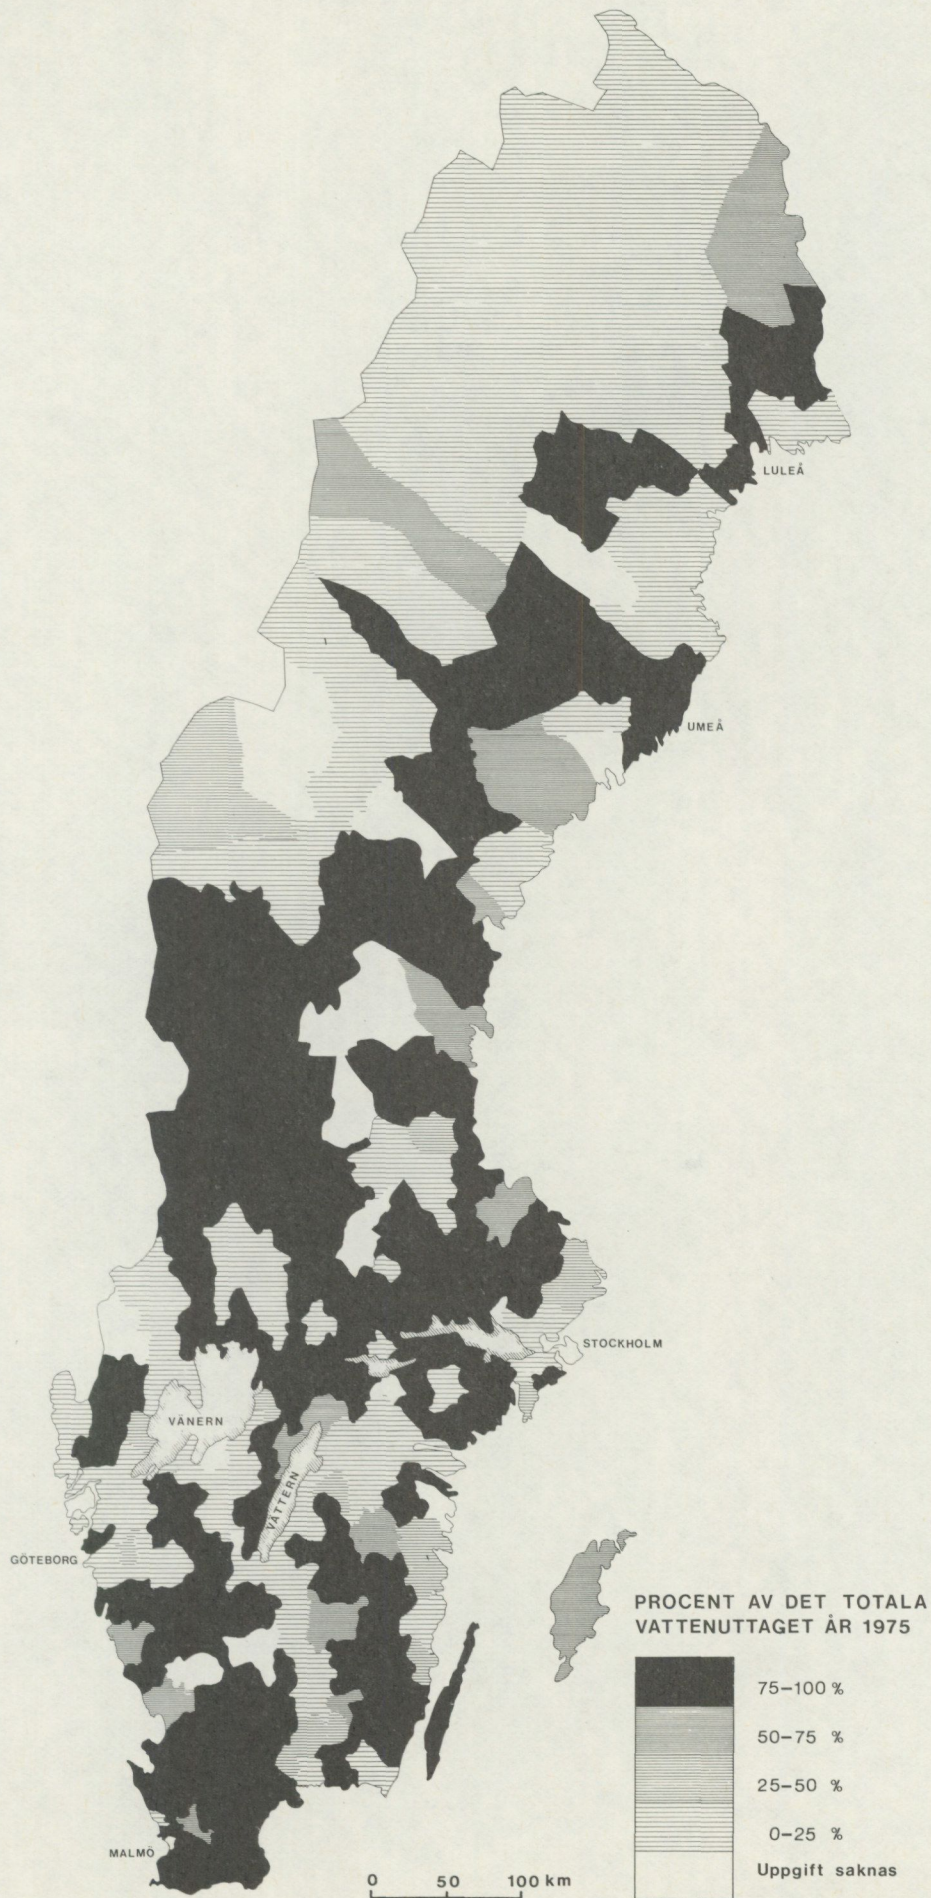 LULEÅ
UMEÅ
STOCKHOLM
VÄNERN
VÄTTERN
GÖTEBORG
PROCENT AV DET TOTALA
VATTENUTTAGET ÅR 1975
75–100 %
50–75 %
25–50 %
0–25 %
Uppgift saknas
MALMÖ
0 50 100 km